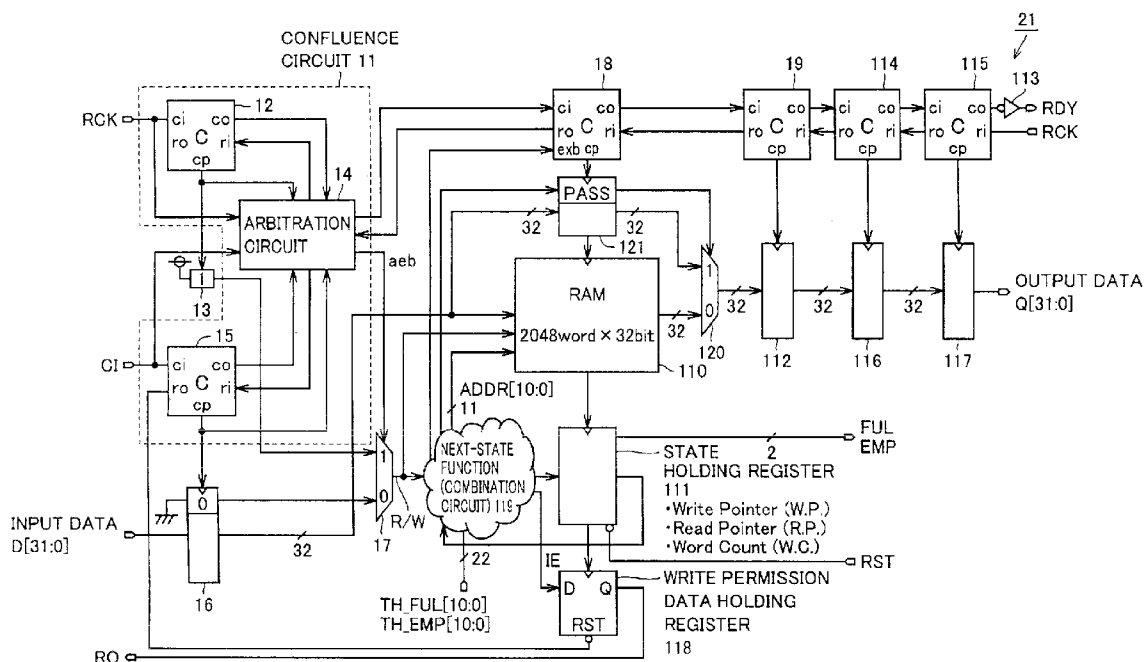 21
CONFLUENCE
CIRCUIT 11
12
18
19
114
115
113
RCK
ci co
ro C ri
cp
ci co
ro C ri
exb cp
ci co
ro C ri
cp
ci co
ro C ri
cp
ci co
ro C ri
cp
RDY
RCK
14
ARBITRATION
CIRCUIT
aeb
PASS
32
32
121
1
13
RAM
2048word × 32bit
110
1
0
120
32
32
112
32
116
32
117
OUTPUT DATA
Q[31:0]
15
CI
ci co
ro C ri
cp
ADDR[10:0]
11
1
0
17
R/W
NEXT-STATE
FUNCTION
(COMBINATION
CIRCUIT) 119
2
FUL
EMP
STATE
HOLDING REGISTER
111
・Write Pointer (W.P.)
・Read Pointer (R.P.)
・Word Count (W.C.)
RST
INPUT DATA
D[31:0]
0
32
16
22
TH_FUL[10:0]
TH_EMP[10:0]
IE
D Q
RST
WRITE PERMISSION
DATA HOLDING
REGISTER
118
RO